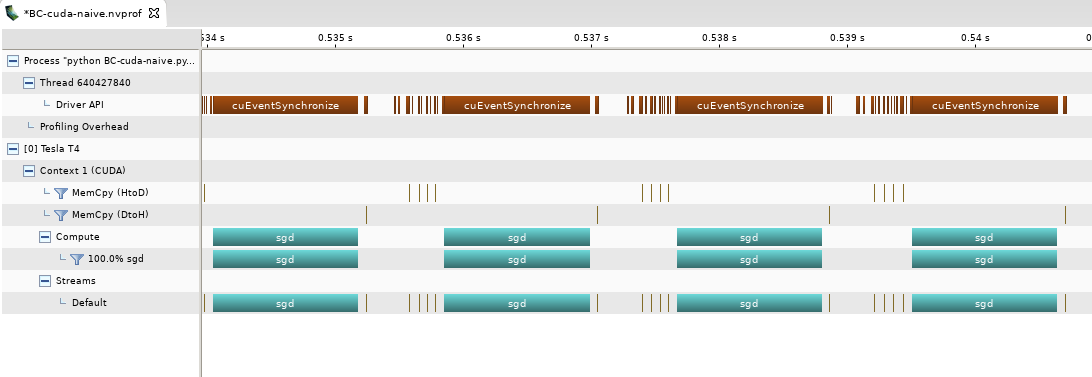 *BC-cuda-naive.nvprof
534 s 0.535 s 0.536 s 0.537 s 0.538 s 0.539 s 0.54 s 0
Process "python BC-cuda-naive.py...
Thread 640427840
Driver API cuEventSynchronize cuEventSynchronize cuEventSynchronize cuEventSynchronize
Profiling Overhead
[0] Tesla T4
Context 1 (CUDA)
MemCpy (HtoD)
MemCpy (DtoH)
Compute sgd sgd sgd sgd
100.0% sgd sgd sgd sgd sgd
Streams
Default sgd sgd sgd sgd